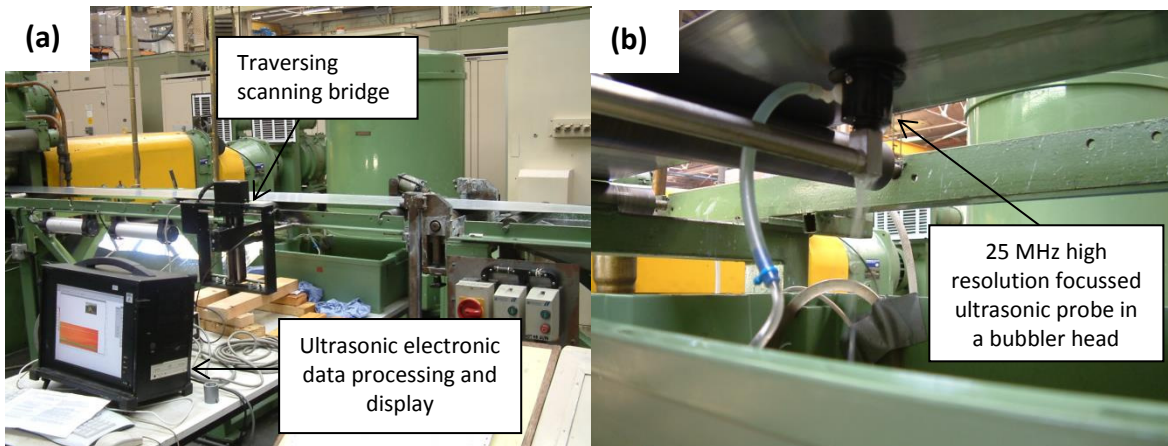 (a)
Traversing
scanning bridge
Ultrasonic electronic
data processing and
display
(b)
25 MHz high
resolution focussed
ultrasonic probe in
a bubbler head